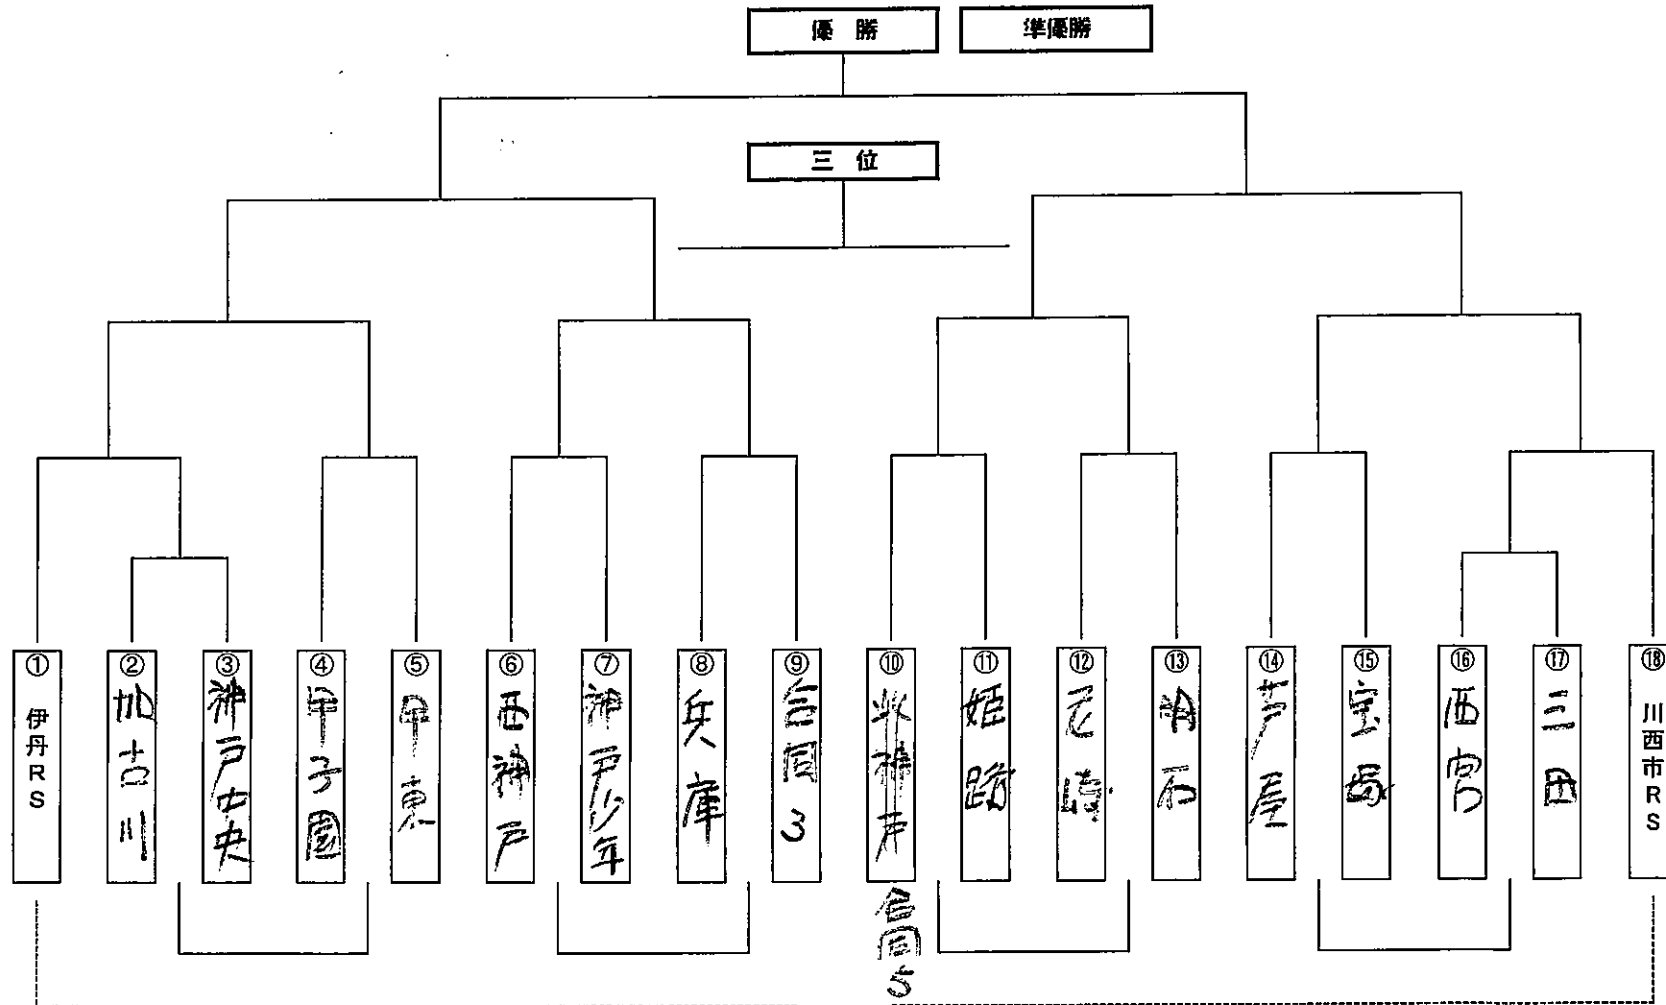 優勝
準優勝
三位
① 伊丹RS
② 加古川
③ 神戸中央
④ 甲子園
⑤ 甲東
⑥ 西神戸
⑦ 神戸少年
⑧ 兵庫
⑨ 合同3
⑩ 北神戸
合同5
⑪ 姫路
⑫ 尼崎
⑬ 明石
⑭ 芦屋
⑮ 宝塚
⑯ 西宮
⑰ 三田
⑱ 川西市RS